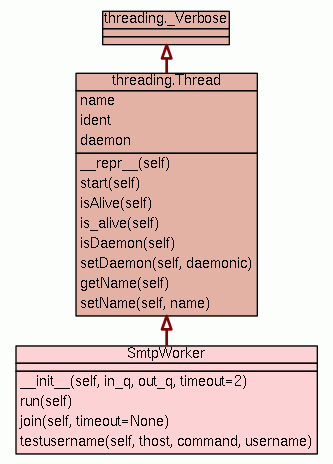 threading._Verbose
threading.Thread
name
ident
daemon
__repr__(self)
start(self)
isAlive(self)
is_alive(self)
isDaemon(self)
setDaemon(self, daemonic)
getName(self)
setName(self, name)
SmtpWorker
__init__(self, in_q, out_q, timeout=2)
run(self)
join(self, timeout=None)
testusername(self, thost, command, username)